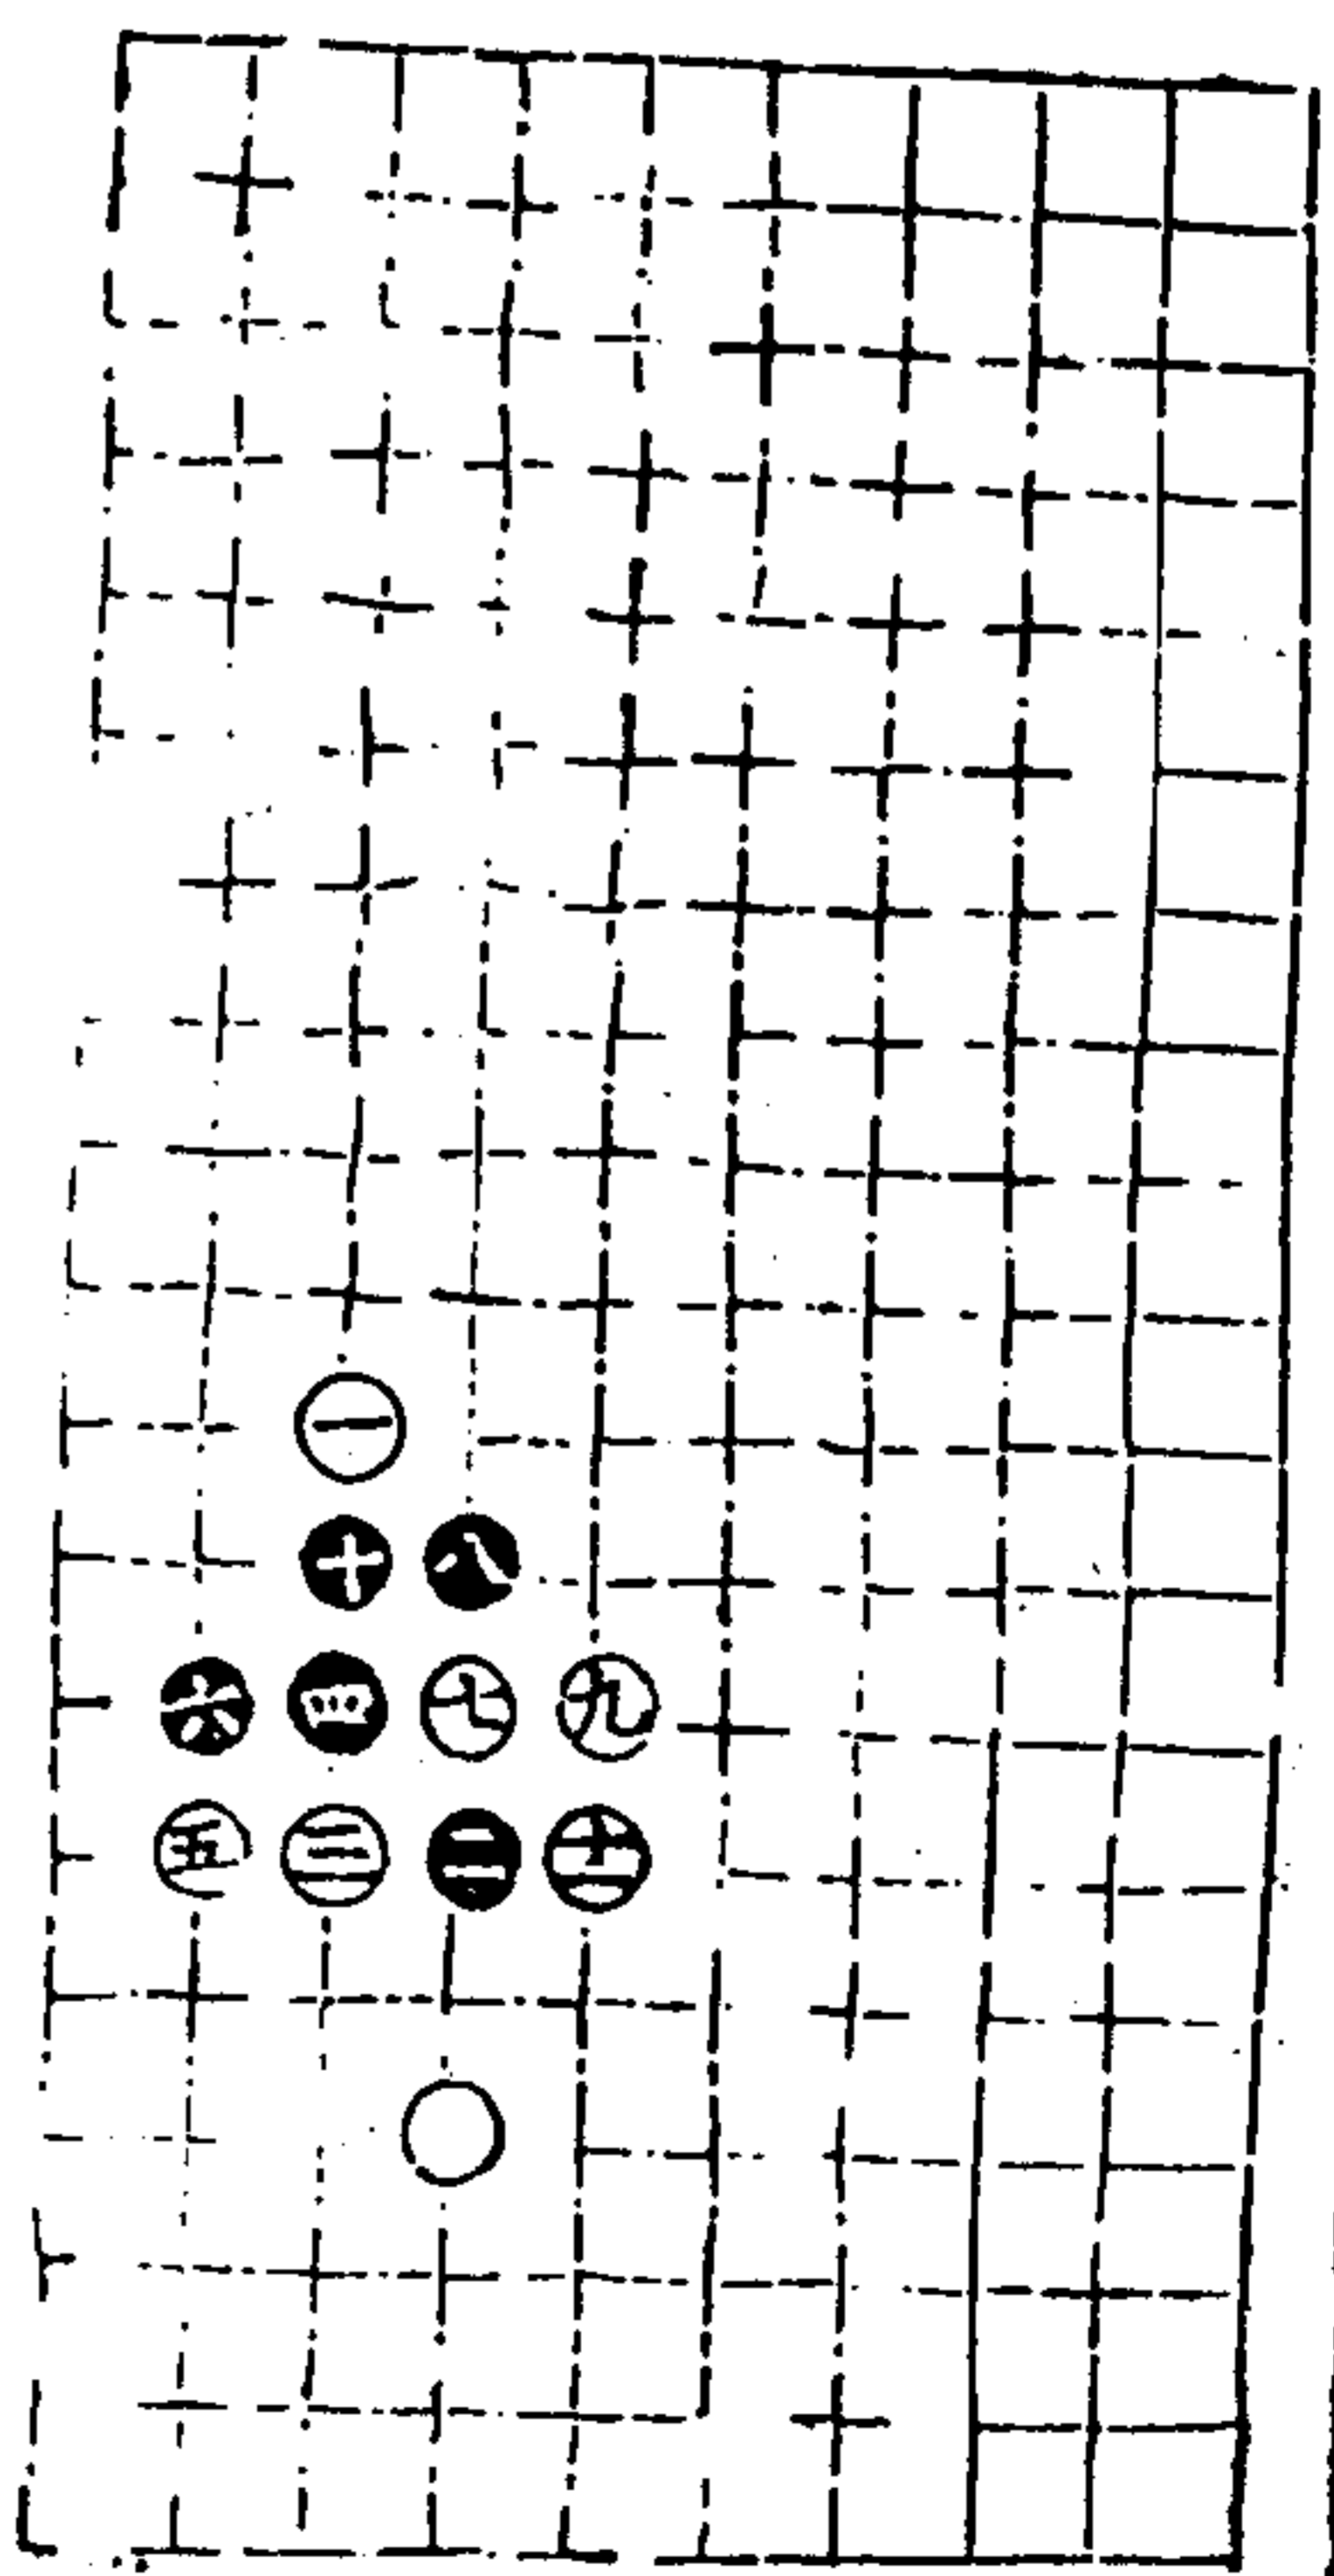 一
十 八
六 四 七 九
五 三 二 十一